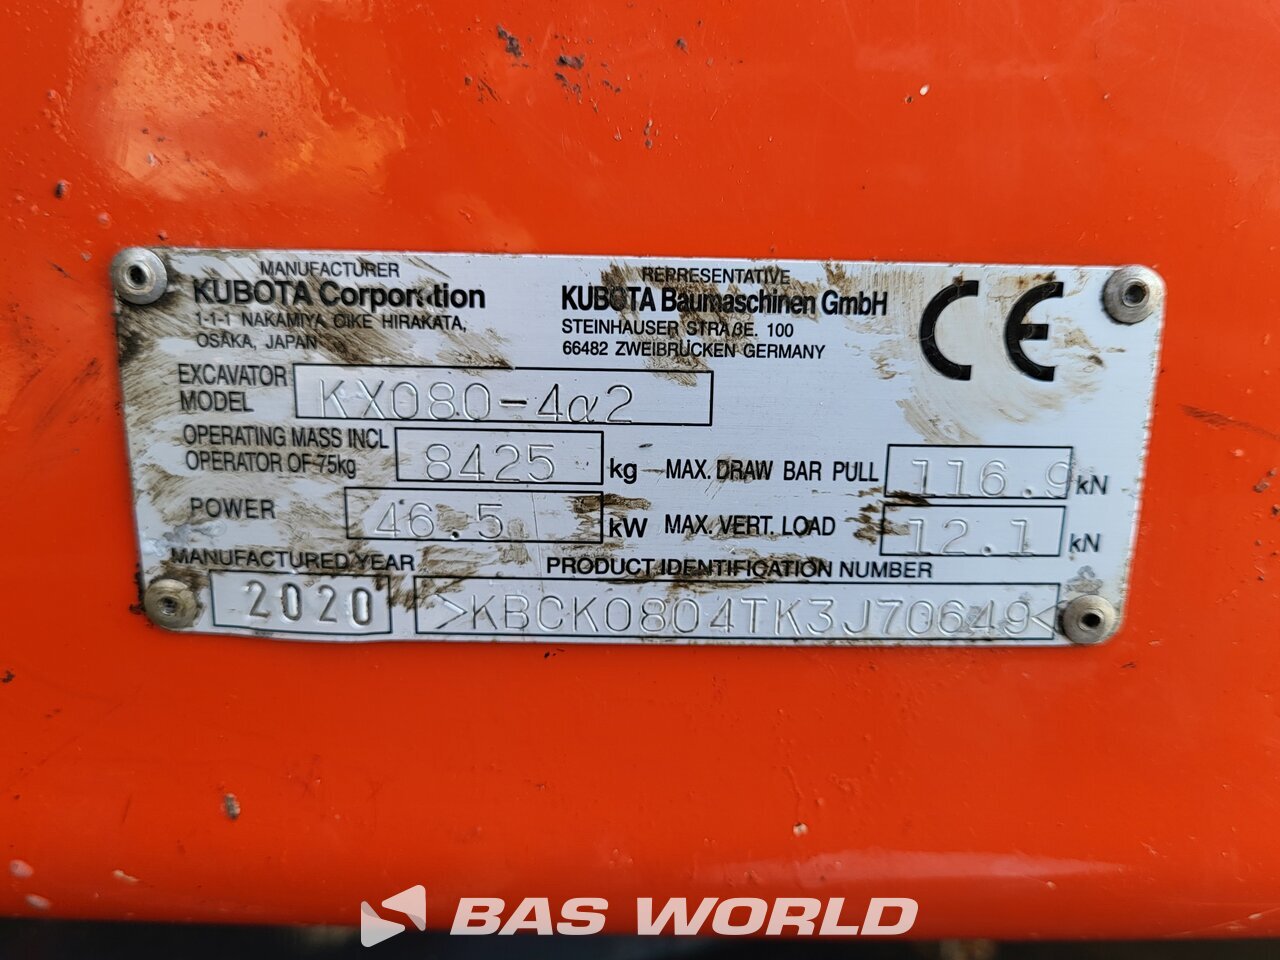 MANUFACTURER
KUBOTA Corporation
1-1-1 NAKAMIYA OIKE HIRAKATA,
OSAKA, JAPAN
REPRESENTATIVE
KUBOTA Baumaschinen GmbH
STEINHAUSER STRAßE. 100
66482 ZWEIBRÜCKEN GERMANY
CE
EXCAVATOR MODEL KX080-4α2
OPERATING MASS INCL
OPERATOR OF 75kg 8425 kg
MAX. DRAW BAR PULL 116.9 kN
POWER 46.5 kW
MAX. VERT. LOAD 12.1 kN
MANUFACTURED YEAR
2020
PRODUCT IDENTIFICATION NUMBER
>KBCK0804TK3J70649<
BAS WORLD